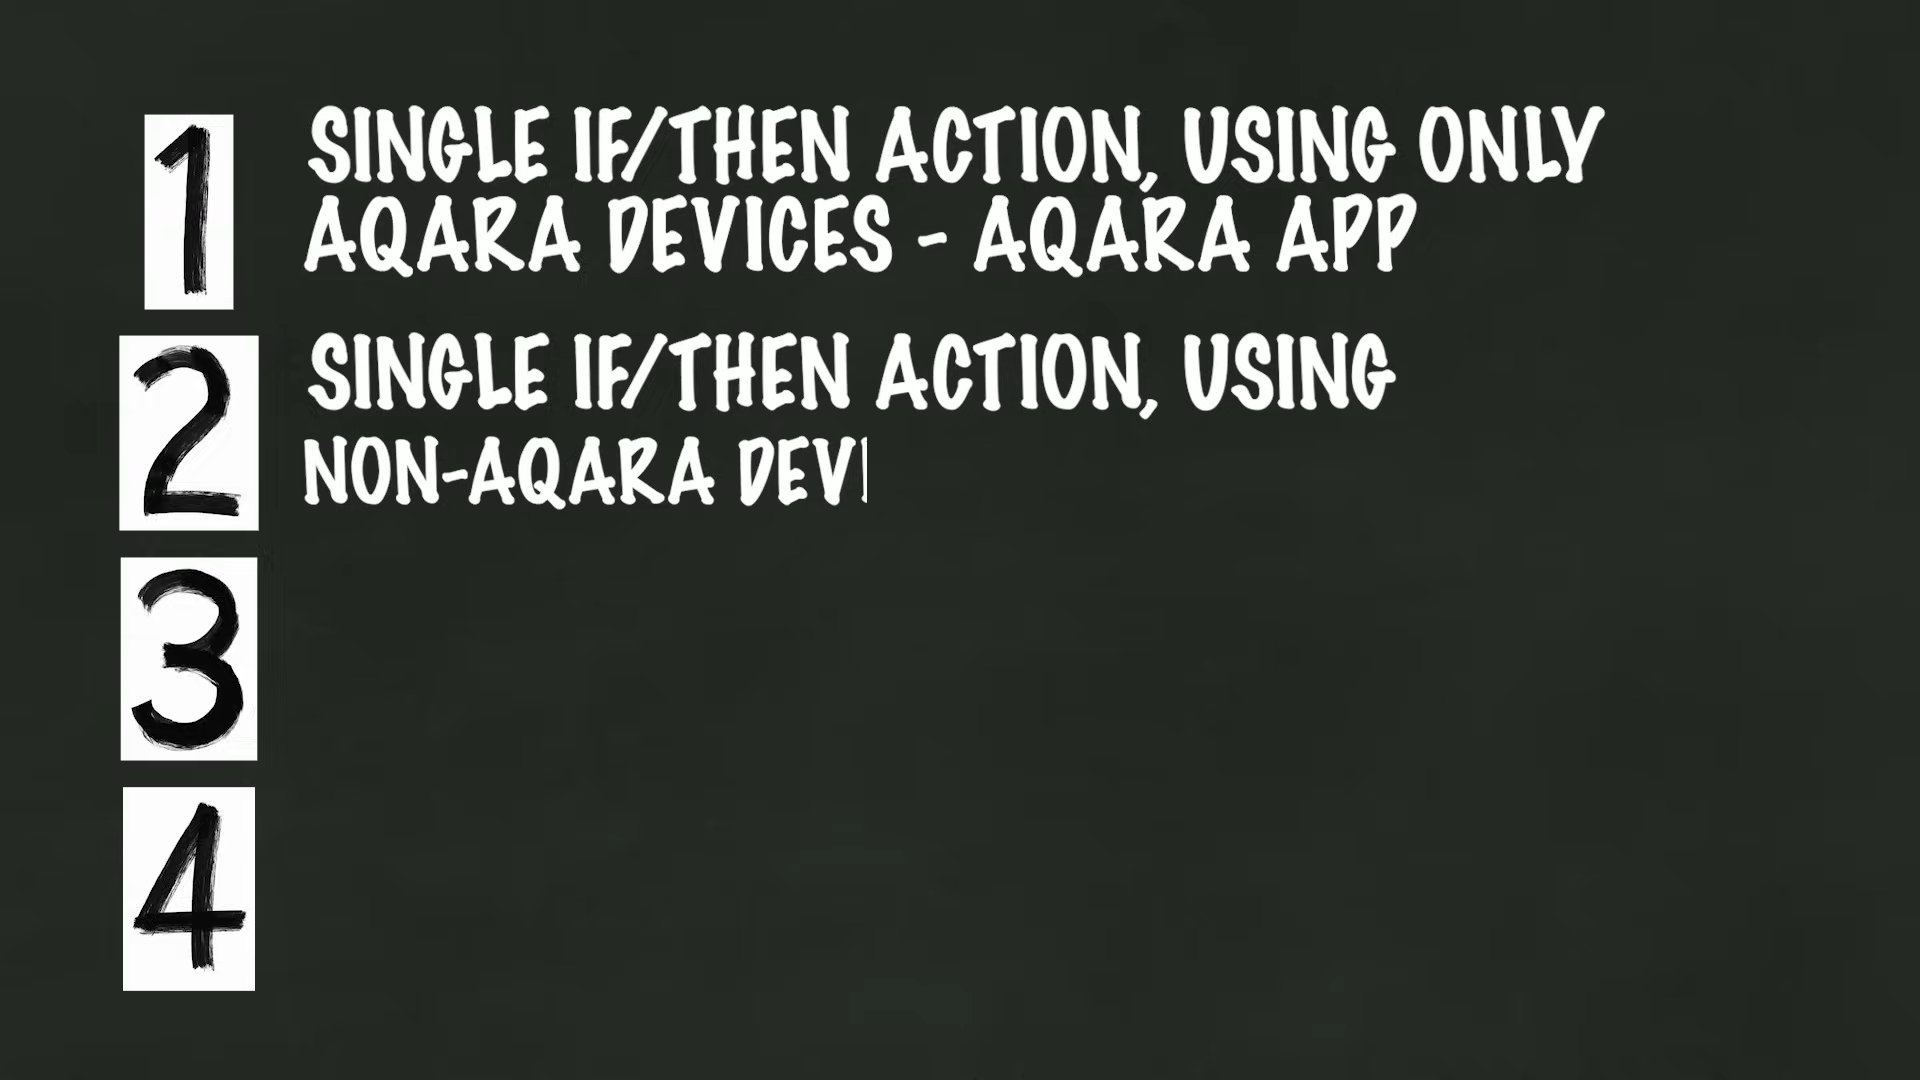 1
SINGLE IF/THEN ACTION, USING ONLY
AQARA DEVICES - AQARA APP
2
SINGLE IF/THEN ACTION, USING
NON-AQARA DEVI
3
4